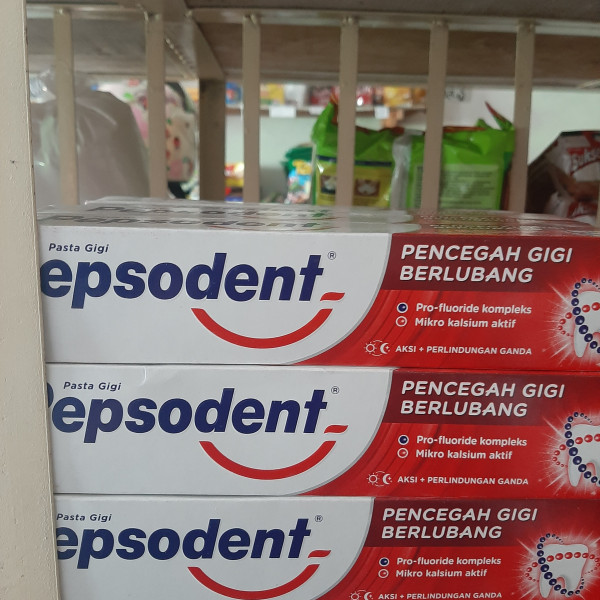 Pasta Gigi
epsodent®
PENCEGAH GIGI
BERLUBANG
Pro-fluoride kompleks
Mikro kalsium aktif
AKSI + PERLINDUNGAN GANDA
Pasta Gigi
Pepsodent®
PENCEGAH GIGI
BERLUBANG
Pro-fluoride kompleks
Mikro kalsium aktif
AKSI + PERLINDUNGAN GANDA
Pasta Gigi
epsodent®
PENCEGAH GIGI
BERLUBANG
Pro-fluoride kompleks
Mikro kalsium aktif
AKSI + PERLINDUNGAN GANDA